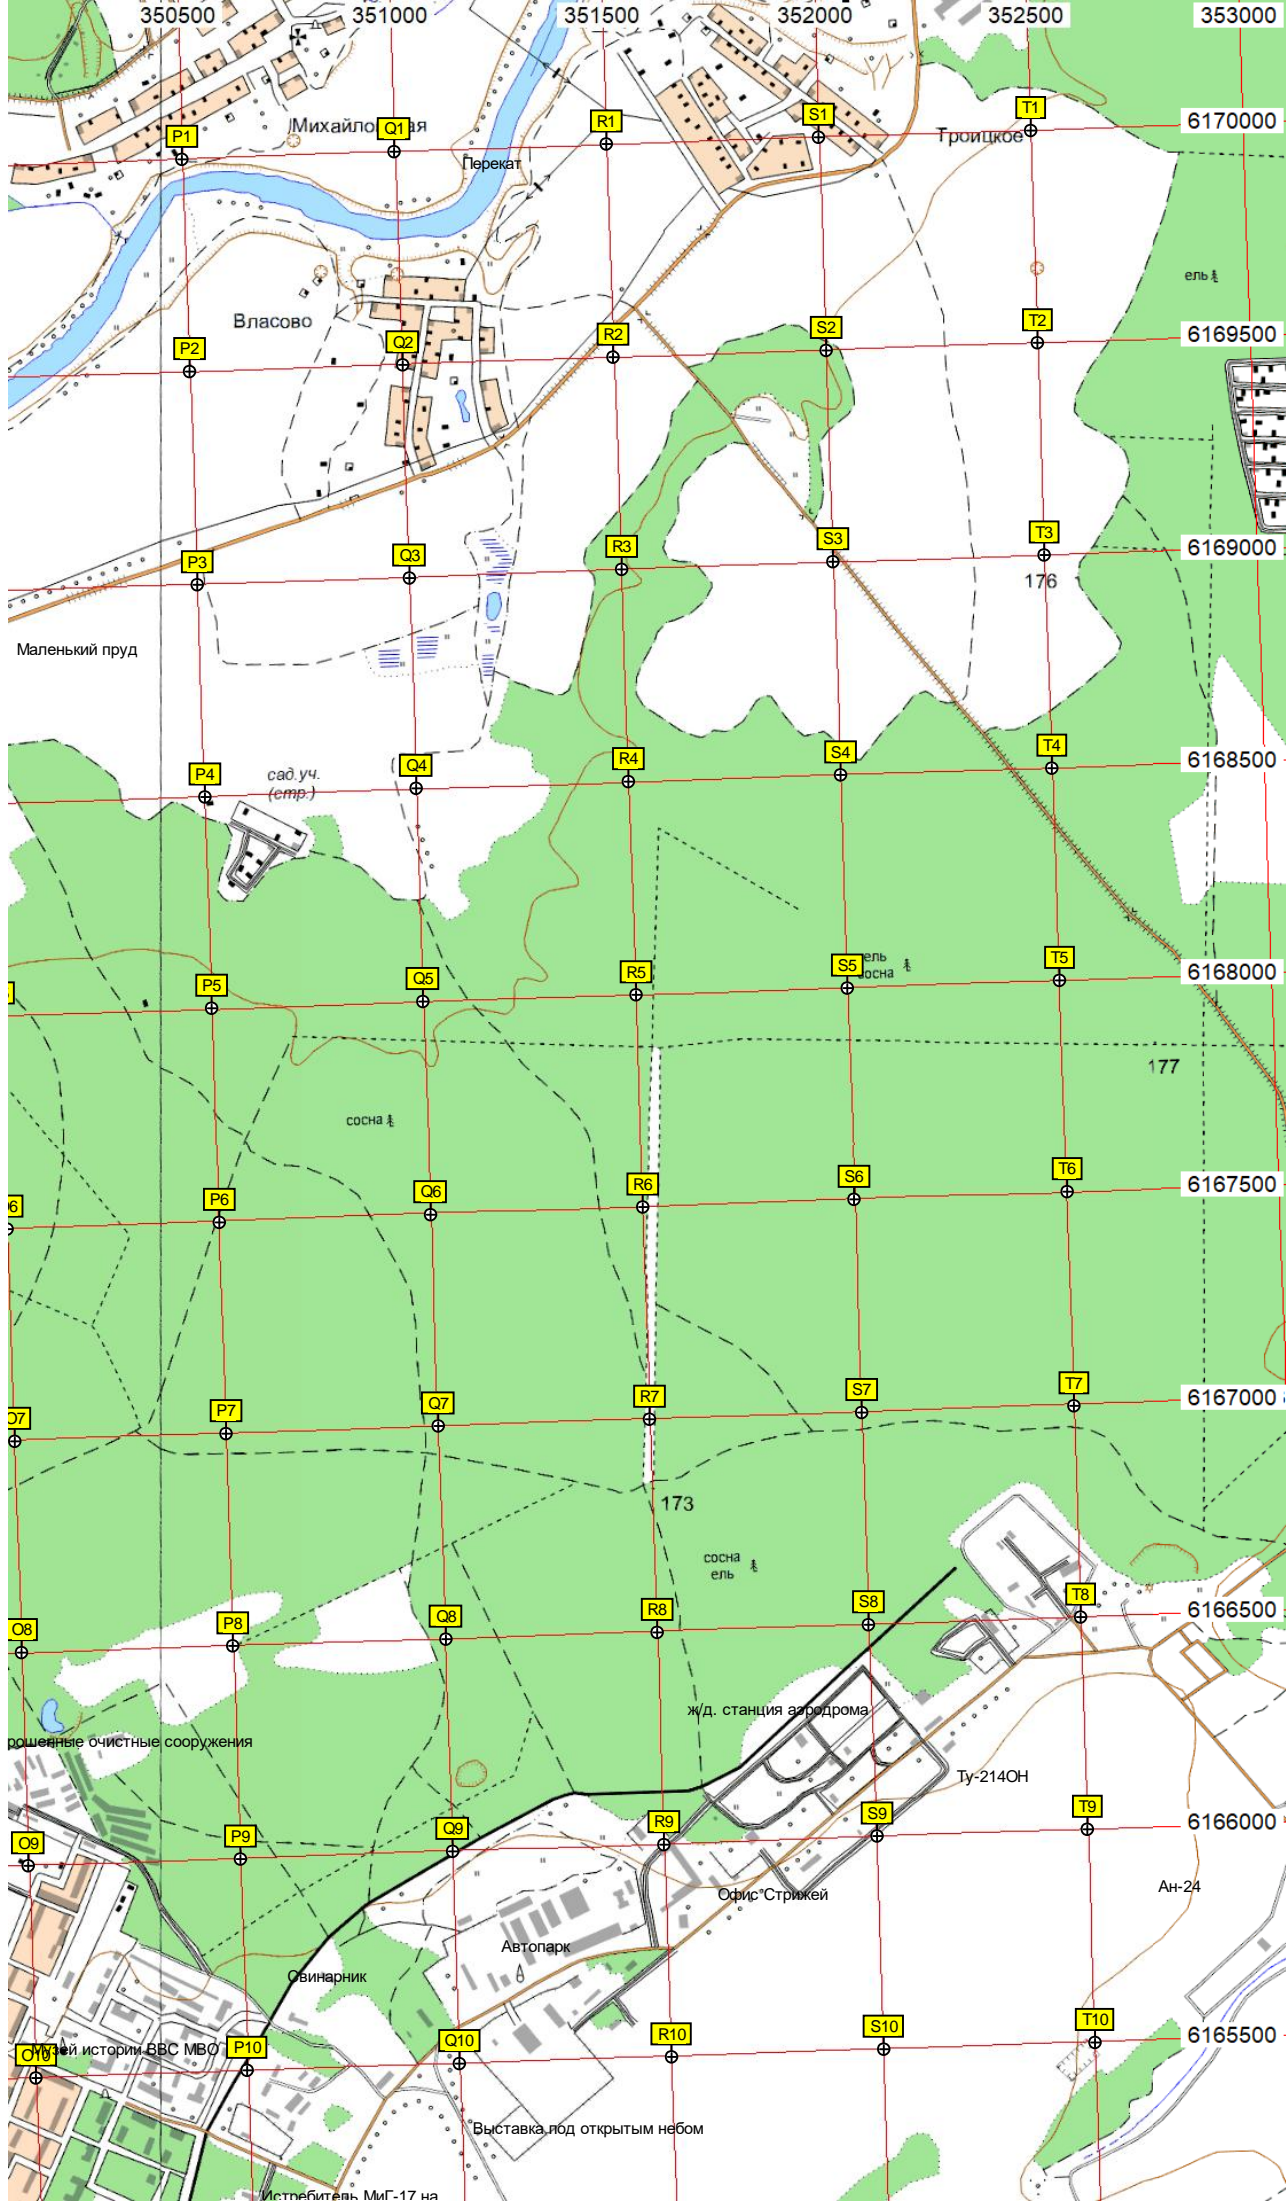 350500 351000 351500 352000 352500 353000
6170000
P1 Q1 R1 S1 T1
Троицкое
Перекат
ель
Власово
6169500
P2 Q2 R2 S2 T2
6169000
P3 Q3 R3 S3 T3
176
Маленький пруд
6168500
P4 Q4 R4 S4 T4
сад.уч.
(стр.)
6168000
P5 Q5 R5 S5 T5
ель
сосна
177
сосна
6167500
P6 Q6 R6 S6 T6
6167000
O7 P7 Q7 R7 S7 T7
173
сосна
ель
6166500
O8 P8 Q8 R8 S8 T8
ж/д. станция аэродрома
рошенные очистные сооружения
Ту-214ОН
6166000
O9 P9 Q9 R9 S9 T9
Ан-24
Офис Стрижей
Автопарк
Свинарник
6165500
Музей истории ВВС МВО
O10 P10 Q10 R10 S10 T10
Выставка под открытым небом
Истребитель МиГ-17 на